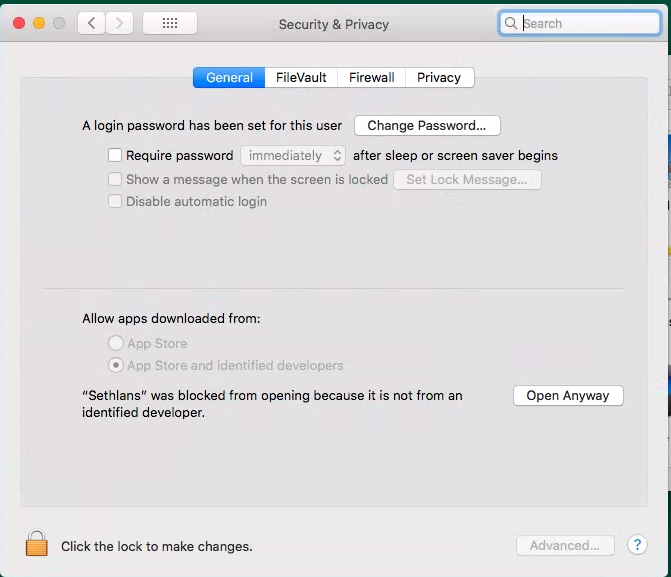 Security & Privacy
Search
General
FileVault
Firewall
Privacy
A login password has been set for this user
Change Password...
Require password immediately after sleep or screen saver begins
Show a message when the screen is locked
Set Lock Message...
Disable automatic login
Allow apps downloaded from:
App Store
App Store and identified developers
“Sethlans” was blocked from opening because it is not from an
identified developer.
Open Anyway
Click the lock to make changes.
Advanced...
?